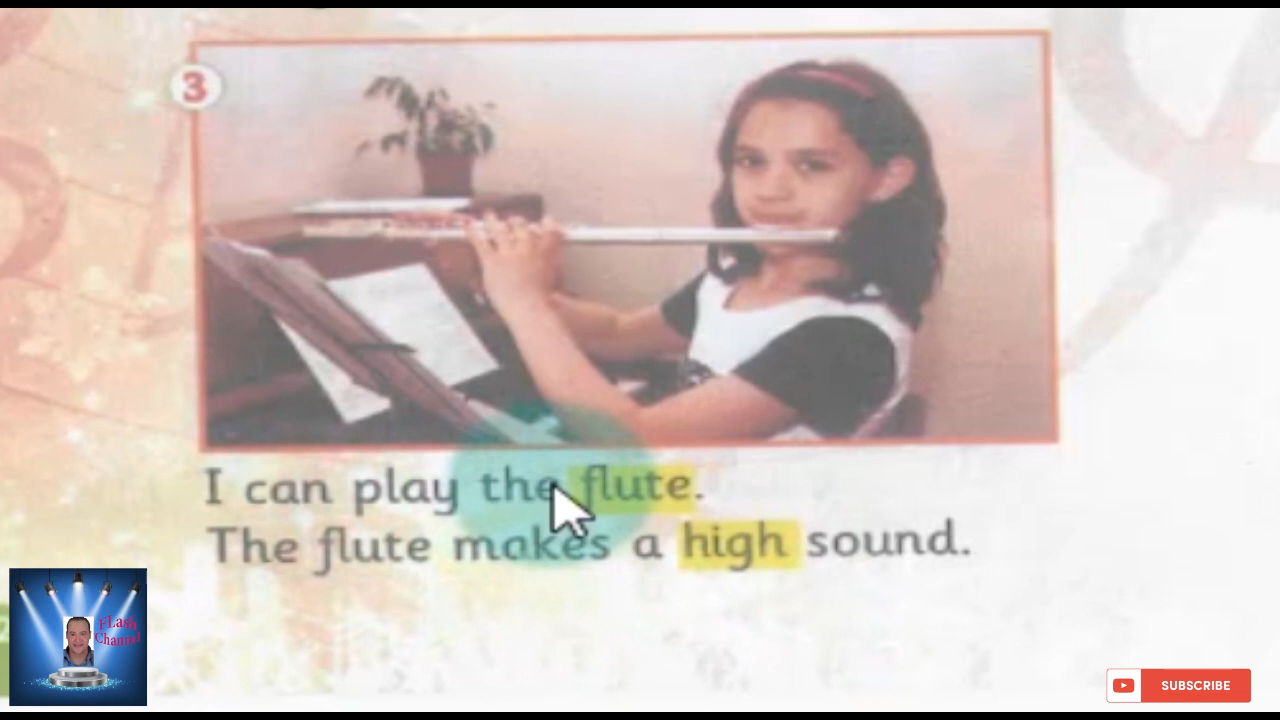 3
I can play the flute.
The flute makes a high sound.
FLash
Channel
SUBSCRIBE